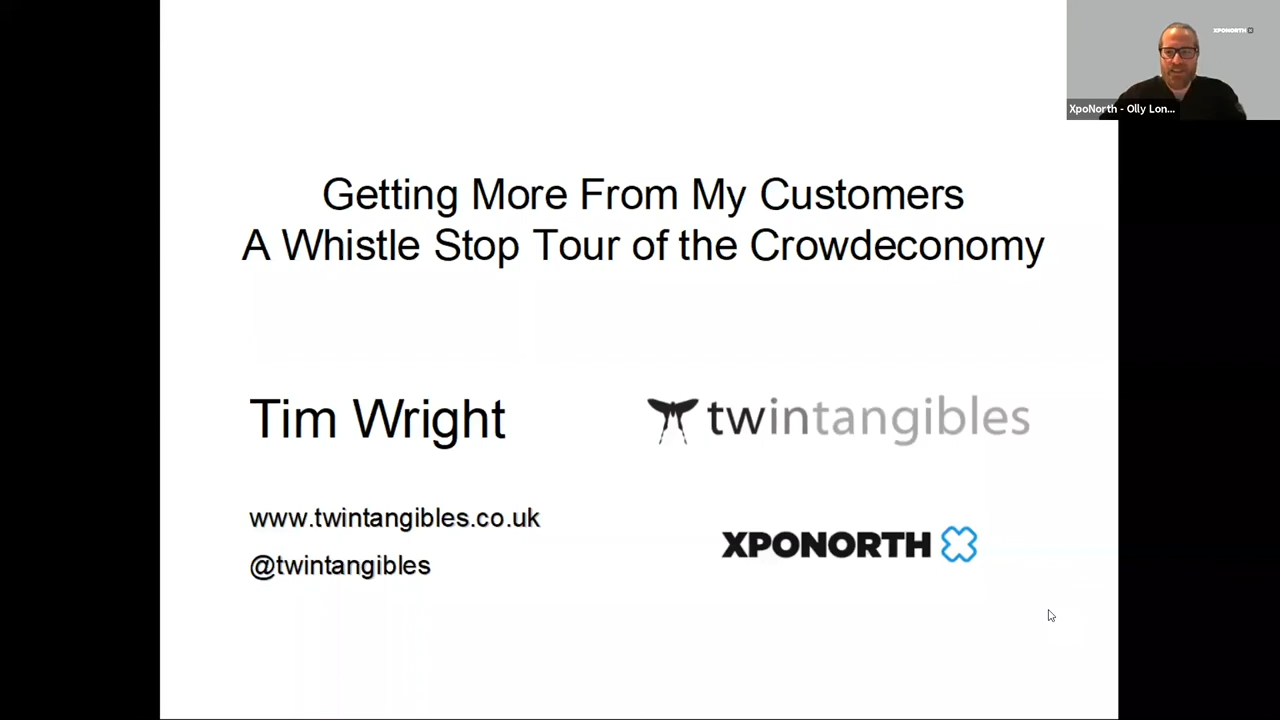 XPONORTH
XpoNorth - Olly Lon...
Getting More From My Customers
A Whistle Stop Tour of the Crowdeconomy
Tim Wright
twintangibles
www.twintangibles.co.uk
XPONORTH
@twintangibles